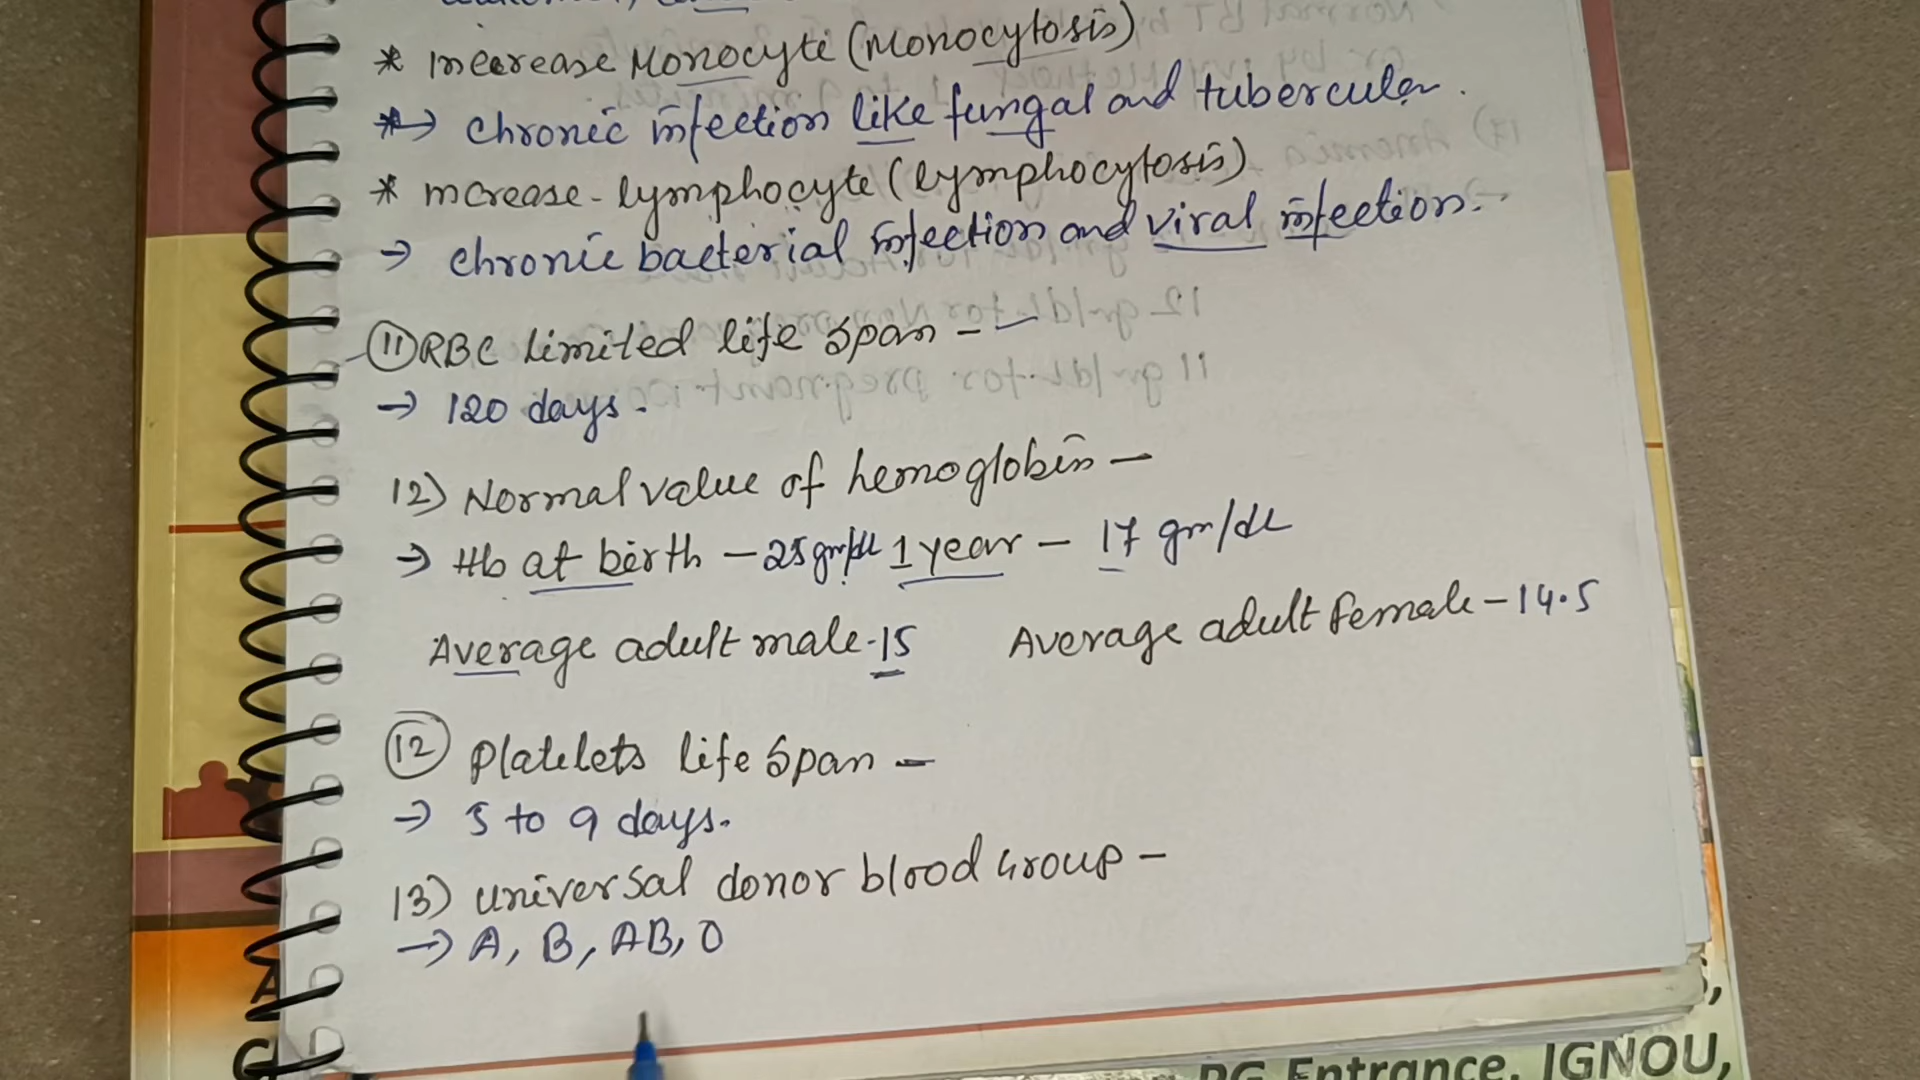 * increase Monocyte (Monocytosis)
*→ chronic infection like fungal and tubercular.
* increase-lymphocyte (lymphocytosis)
→ chronic bacterial infection and viral infection.
⑪ RBC limited life span -
→ 120 days.
12) Normal value of hemoglobin -
→ Hb at birth - 25 gm/dl 1 year - 17 gm/dl
Average adult male - 15 Average adult female - 14.5
⑫ platelets life span -
→ 5 to 9 days.
13) universal donor blood Group -
→ A, B, AB, O
PG Entrance, IGNOU,